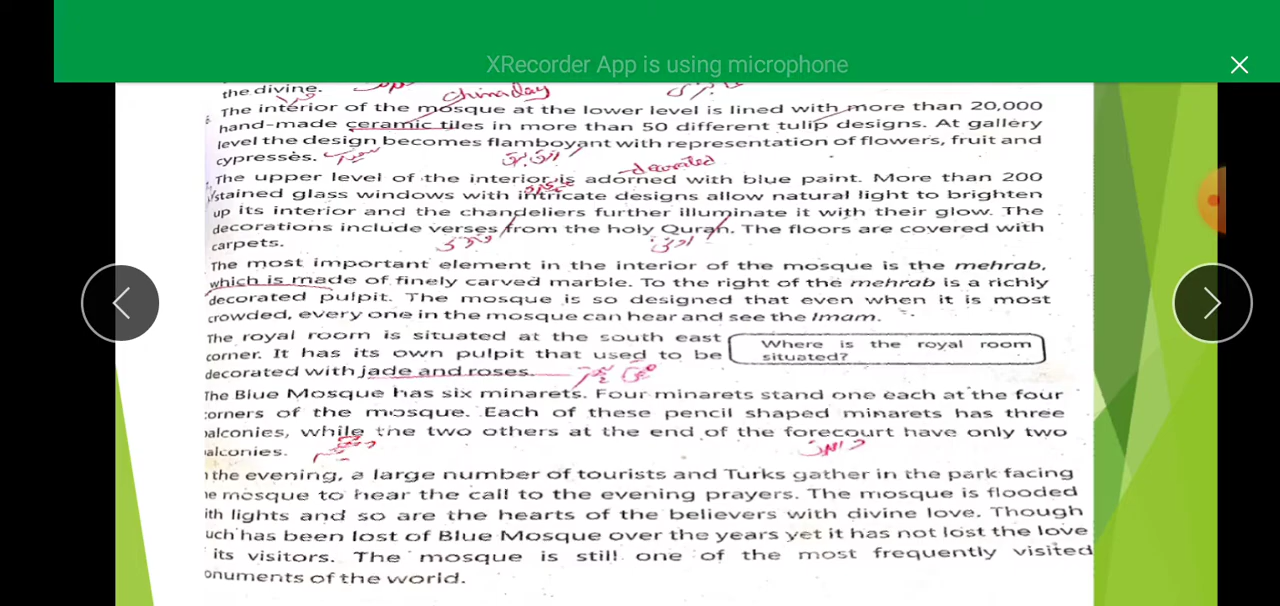 XRecorder App is using microphone
the divine.
china day
The interior of the mosque at the lower level is lined with more than 20,000
hand-made ceramic tiles in more than 50 different tulip designs. At gallery
level the design becomes flamboyant with representation of flowers, fruit and
cypresses.
decorated
The upper level of the interior is adorned with blue paint. More than 200
stained glass windows with intricate designs allow natural light to brighten
up its interior and the chandeliers further illuminate it with their glow. The
decorations include verses from the holy Quran. The floors are covered with
carpets.
The most important element in the interior of the mosque is the mehrab,
which is made of finely carved marble. To the right of the mehrab is a richly
decorated pulpit. The mosque is so designed that even when it is most
crowded, every one in the mosque can hear and see the Imam.
The royal room is situated at the south east
corner. It has its own pulpit that used to be
decorated with jade and roses.
Where is the royal room
situated?
The Blue Mosque has six minarets. Four minarets stand one each at the four
corners of the mosque. Each of these pencil shaped minarets has three
balconies, while the two others at the end of the forecourt have only two
alconies.
the evening, a large number of tourists and Turks gather in the park facing
e mosque to hear the call to the evening prayers. The mosque is flooded
ith lights and so are the hearts of the believers with divine love. Though
uch has been lost of Blue Mosque over the years yet it has not lost the love
its visitors. The mosque is still one of the most frequently visited
onuments of the world.